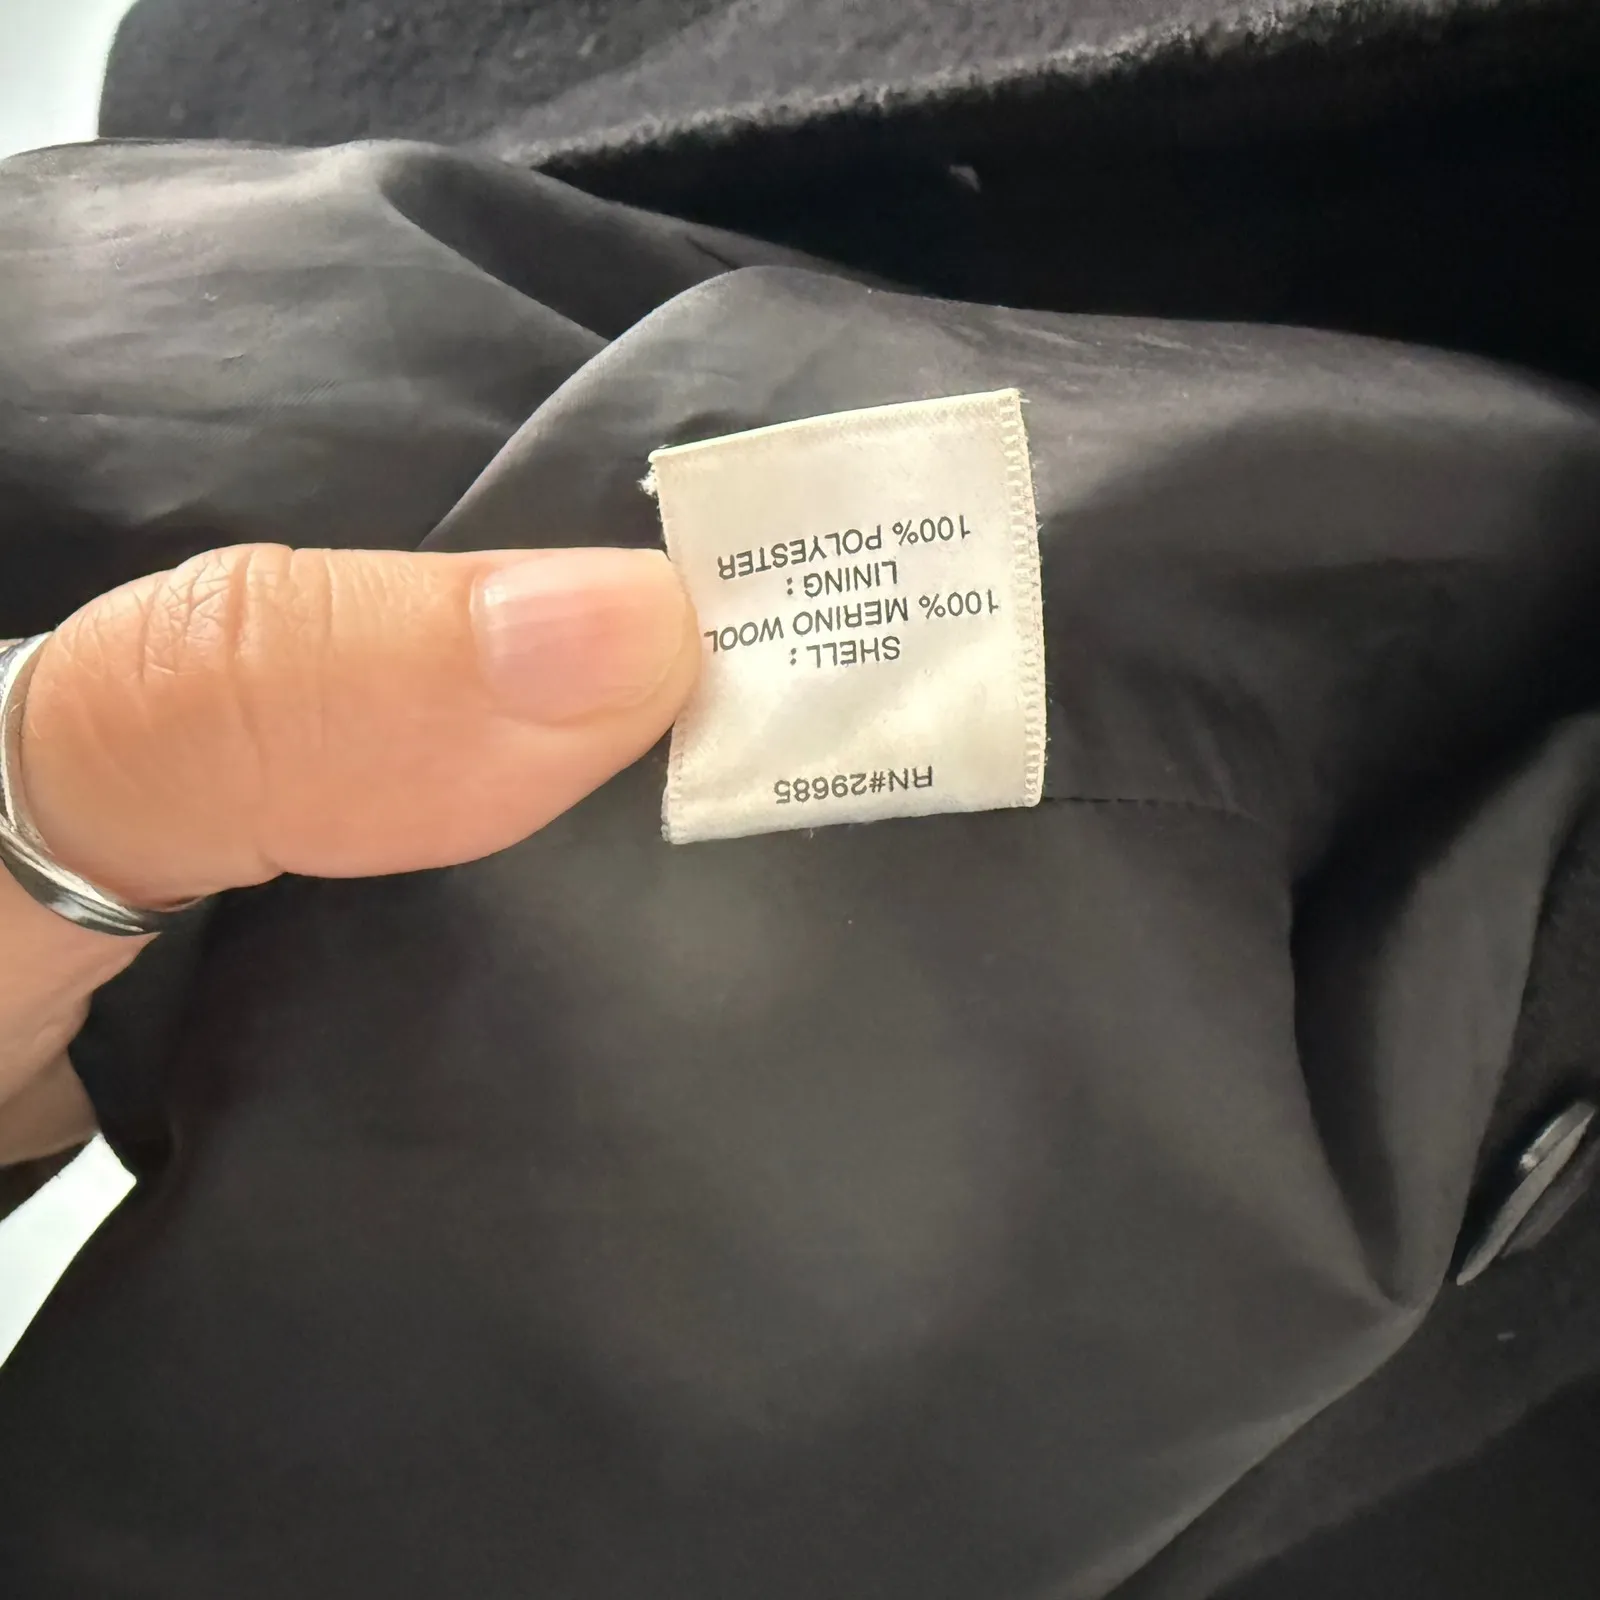 RN#29685
SHELL :
100% MERINO WOOL
LINING :
100% POLYESTER